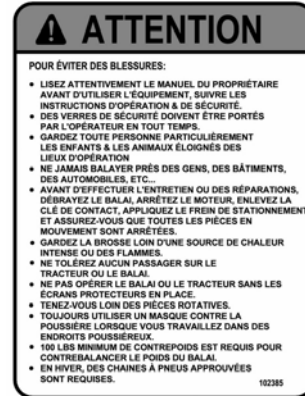 ATTENTION
POUR ÉVITER DES BLESSURES:
• LISEZ ATTENTIVEMENT LE MANUEL DU PROPRIÉTAIRE
AVANT D'UTILISER L'ÉQUIPEMENT, SUIVRE LES
INSTRUCTIONS D'OPÉRATION & DE SÉCURITÉ.
• DES VERRES DE SÉCURITÉ DOIVENT ÊTRE PORTÉS
PAR L'OPÉRATEUR EN TOUT TEMPS.
• GARDEZ TOUTE PERSONNE PARTICULIÈREMENT
LES ENFANTS & LES ANIMAUX ÉLOIGNÉS DES
LIEUX D'OPÉRATION
• NE JAMAIS BALAYER PRÈS DES GENS, DES BÂTIMENTS,
DES AUTOMOBILES, ETC...
• AVANT D'EFFECTUER L'ENTRETIEN OU DES RÉPARATIONS,
DÉBRAYEZ LE BALAI, ARRÊTEZ LE MOTEUR, ENLEVEZ LA
CLÉ DE CONTACT, APPLIQUEZ LE FREIN DE STATIONNEMENT
ET ASSUREZ-VOUS QUE TOUTES LES PIÈCES EN
MOUVEMENT SONT ARRÊTÉES.
• GARDEZ LA BROSSE LOIN D'UNE SOURCE DE CHALEUR
INTENSE OU DES FLAMMES.
• NE TOLÉREZ AUCUN PASSAGER SUR LE
TRACTEUR OU LE BALAI.
• NE PAS OPÉRER LE BALAI OU LE TRACTEUR SANS LES
ÉCRANS PROTECTEURS EN PLACE.
• TENEZ-VOUS LOIN DES PIÈCES ROTATIVES.
• TOUJOURS UTILISER UN MASQUE CONTRE LA
POUSSIÈRE LORSQUE VOUS TRAVAILLEZ DANS DES
ENDROITS POUSSIÉREUX.
• 100 LBS MINIMUM DE CONTREPOIDS EST REQUIS POUR
CONTREBALANCER LE POIDS DU BALAI.
• EN HIVER, DES CHAINES À PNEUS APPROUVÉES
SONT REQUISES.
102385